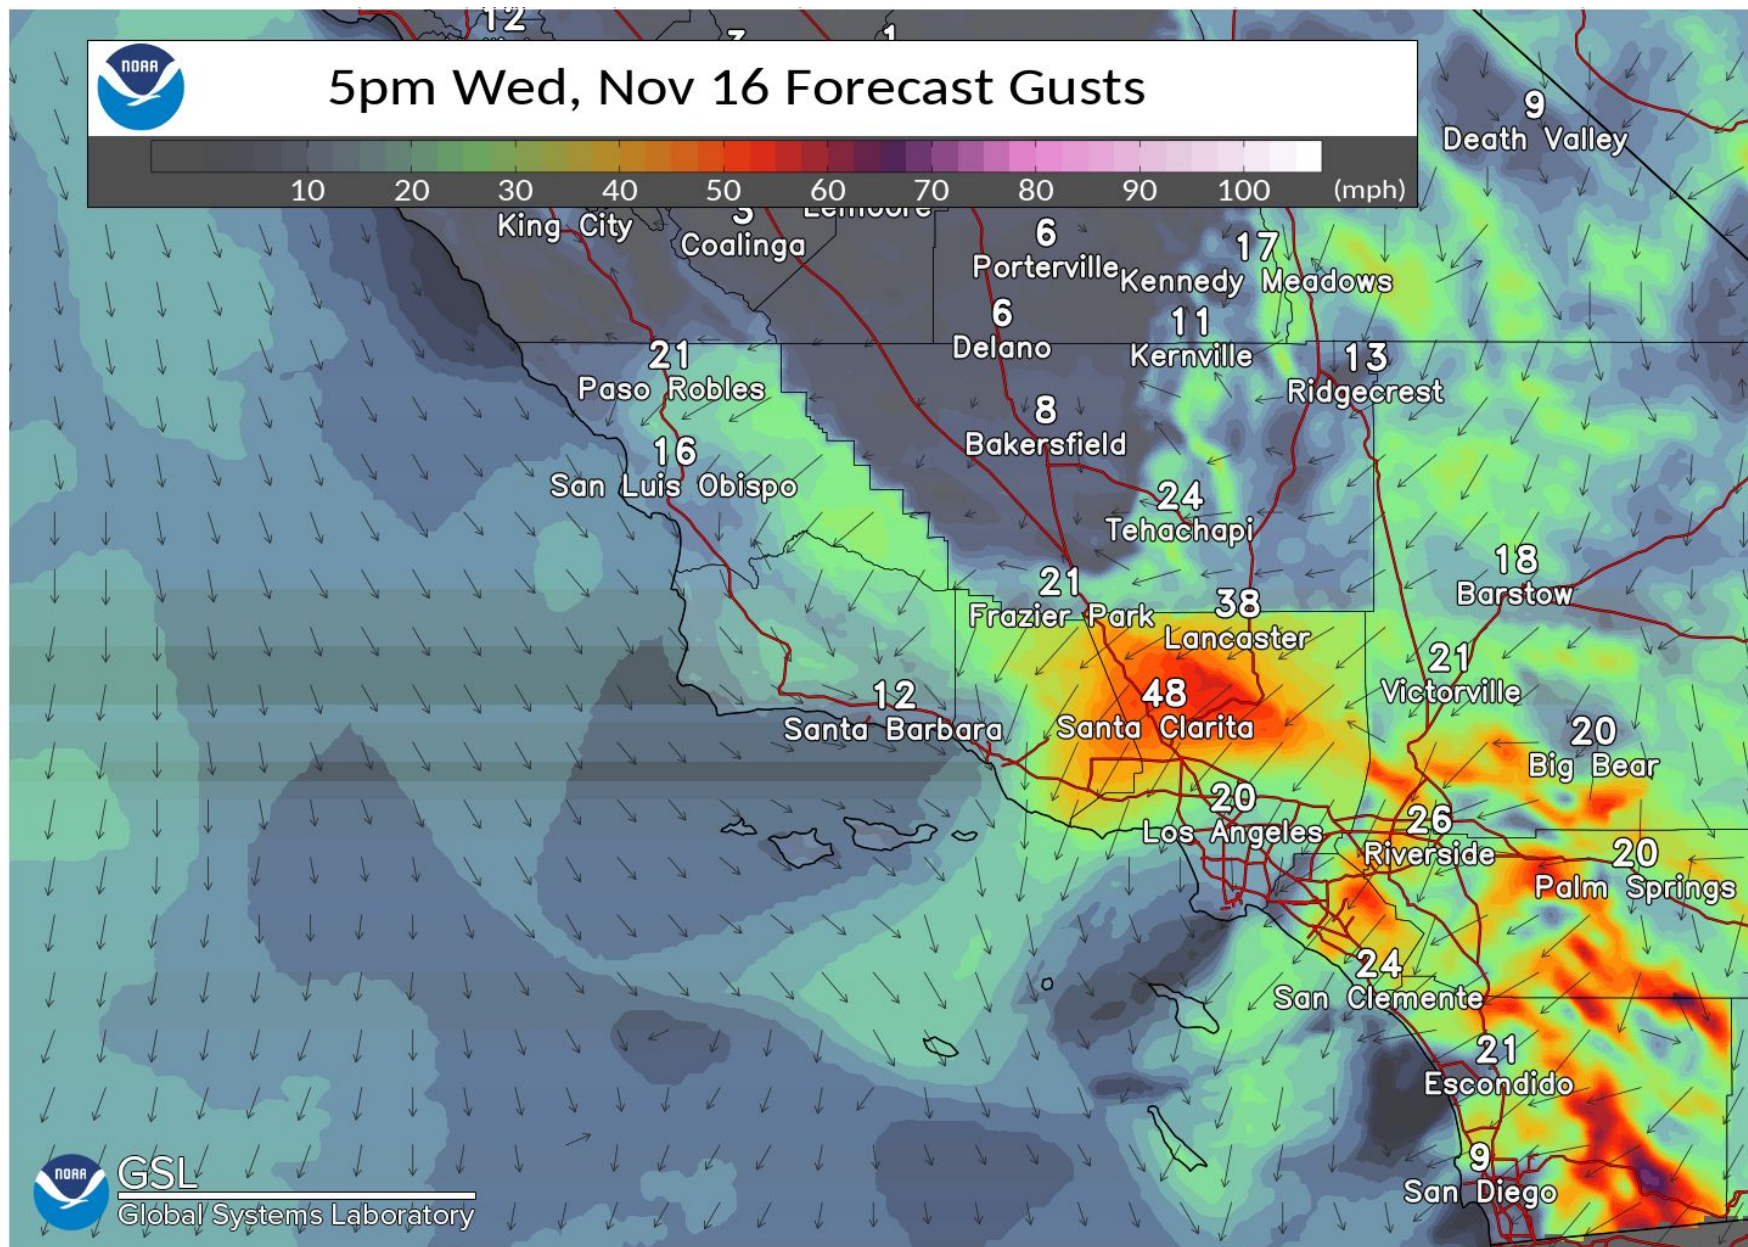 12
3
1
NOAA
5pm Wed, Nov 16 Forecast Gusts
10 20 30 40 50 60 70 80 90 100 (mph)
9
Death Valley
King City
3
Coalinga
Lemoore
6
Porterville
17
Kennedy Meadows
6
Delano
11
Kernville
21
Paso Robles
13
Ridgecrest
8
Bakersfield
16
San Luis Obispo
24
Tehachapi
18
Barstow
21
Frazier Park
38
Lancaster
21
Victorville
12
Santa Barbara
48
Santa Clarita
20
Big Bear
20
Los Angeles
26
Riverside
20
Palm Springs
24
San Clemente
21
Escondido
9
San Diego
NOAA
GSL
Global Systems Laboratory